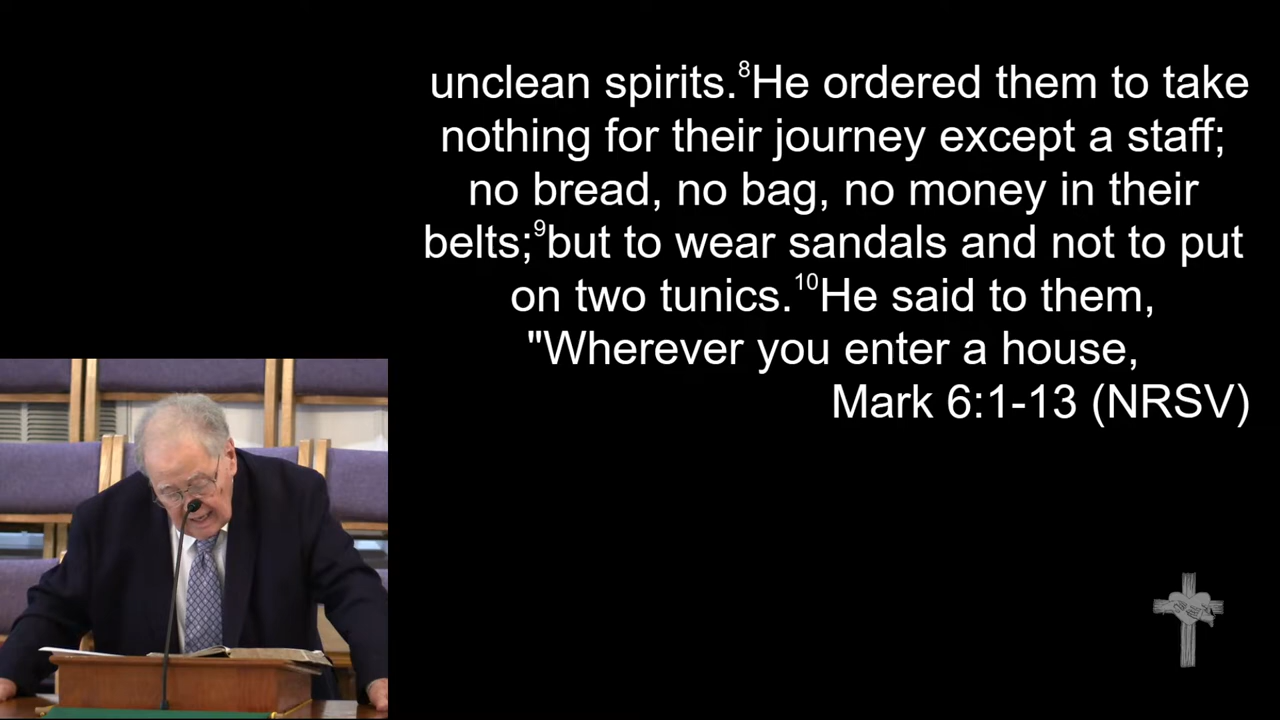 unclean spirits.⁸He ordered them to take
nothing for their journey except a staff;
no bread, no bag, no money in their
belts;⁹but to wear sandals and not to put
on two tunics.¹⁰He said to them,
"Wherever you enter a house,
Mark 6:1-13 (NRSV)